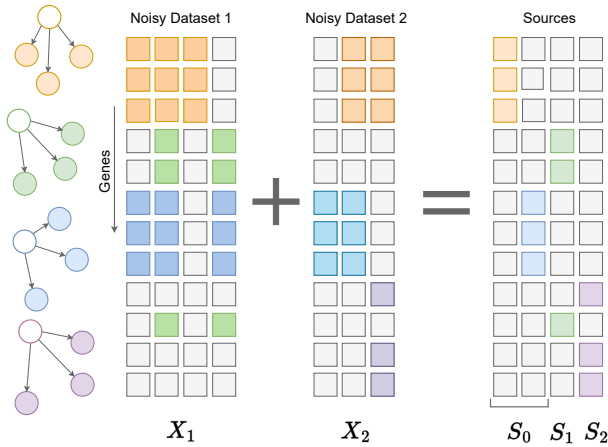 Noisy Dataset 1
Noisy Dataset 2
Sources
Genes
X₁
X₂
S₀
S₁
S₂